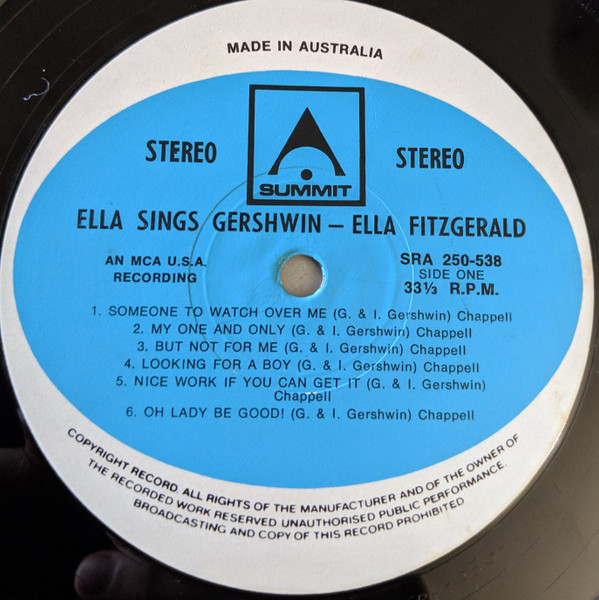 MADE IN AUSTRALIA
STEREO
STEREO
SUMMIT
ELLA SINGS GERSHWIN – ELLA FITZGERALD
AN MCA U.S.A.
RECORDING
SRA 250-538
SIDE ONE
33⅓ R.P.M.
1. SOMEONE TO WATCH OVER ME (G. & I. Gershwin) Chappell
2. MY ONE AND ONLY (G. & I. Gershwin) Chappell
3. BUT NOT FOR ME (G. & I. Gershwin) Chappell
4. LOOKING FOR A BOY (G. & I. Gershwin) Chappell
5. NICE WORK IF YOU CAN GET IT (G. & I. Gershwin)
Chappell
6. OH LADY BE GOOD! (G. & I. Gershwin) Chappell
COPYRIGHT RECORD ALL RIGHTS OF THE MANUFACTURER AND OF THE OWNER OF
THE RECORDED WORK RESERVED UNAUTHORISED PUBLIC PERFORMANCE.
BROADCASTING AND COPY OF THIS RECORD PROHIBITED